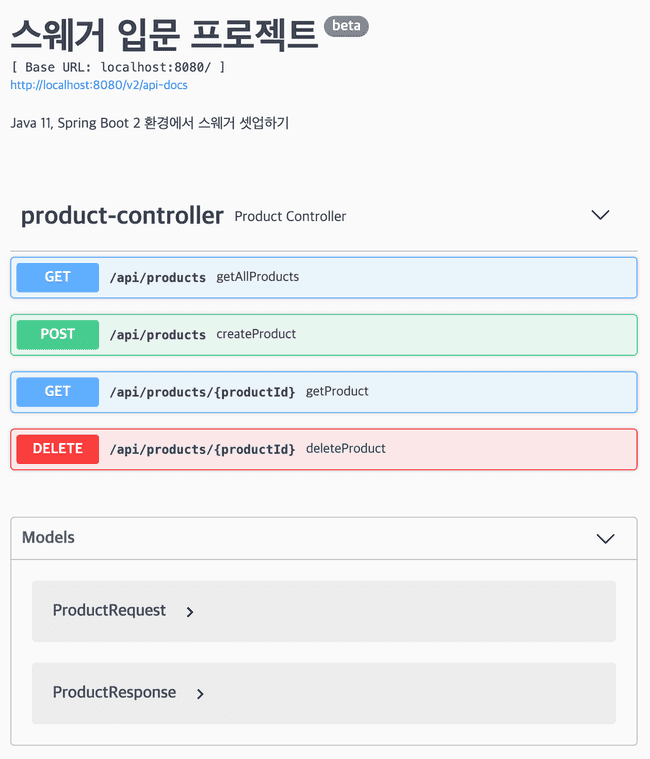 스웨거 입문 프로젝트 beta
[ Base URL: localhost:8080/ ]
http://localhost:8080/v2/api-docs
Java 11, Spring Boot 2 환경에서 스웨거 셋업하기
product-controller Product Controller
GET /api/products getAllProducts
POST /api/products createProduct
GET /api/products/{productId} getProduct
DELETE /api/products/{productId} deleteProduct
Models
ProductRequest
ProductResponse